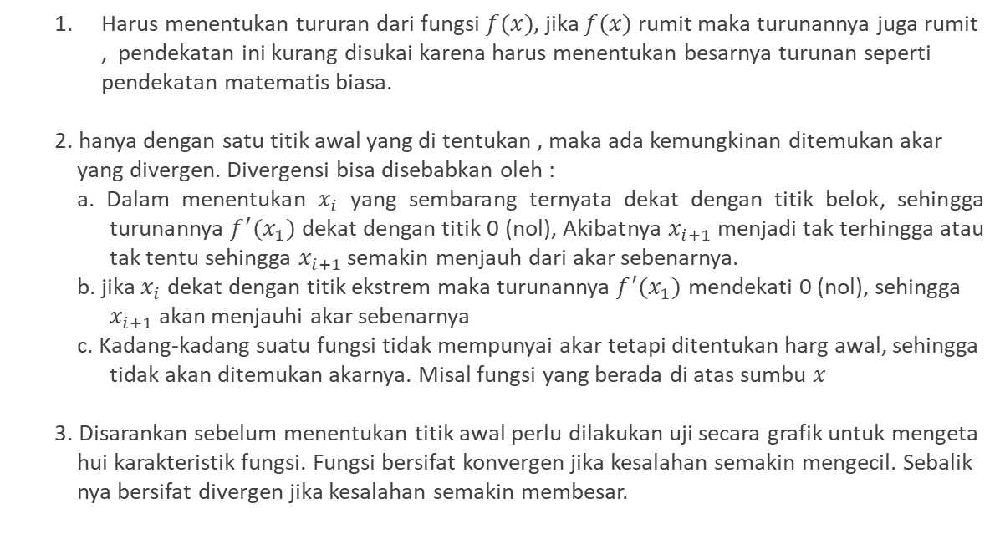 1. Harus menentukan tururan dari fungsi f(x), jika f(x) rumit maka turunannya juga rumit
, pendekatan ini kurang disukai karena harus menentukan besarnya turunan seperti
pendekatan matematis biasa.
2. hanya dengan satu titik awal yang di tentukan , maka ada kemungkinan ditemukan akar
yang divergen. Divergensi bisa disebabkan oleh :
a. Dalam menentukan xᵢ yang sembarang ternyata dekat dengan titik belok, sehingga
turunannya f′(x₁) dekat dengan titik 0 (nol), Akibatnya xᵢ₊₁ menjadi tak terhingga atau
tak tentu sehingga xᵢ₊₁ semakin menjauh dari akar sebenarnya.
b. jika xᵢ dekat dengan titik ekstrem maka turunannya f′(x₁) mendekati 0 (nol), sehingga
xᵢ₊₁ akan menjauhi akar sebenarnya
c. Kadang-kadang suatu fungsi tidak mempunyai akar tetapi ditentukan harg awal, sehingga
tidak akan ditemukan akarnya. Misal fungsi yang berada di atas sumbu x
3. Disarankan sebelum menentukan titik awal perlu dilakukan uji secara grafik untuk mengeta
hui karakteristik fungsi. Fungsi bersifat konvergen jika kesalahan semakin mengecil. Sebalik
nya bersifat divergen jika kesalahan semakin membesar.